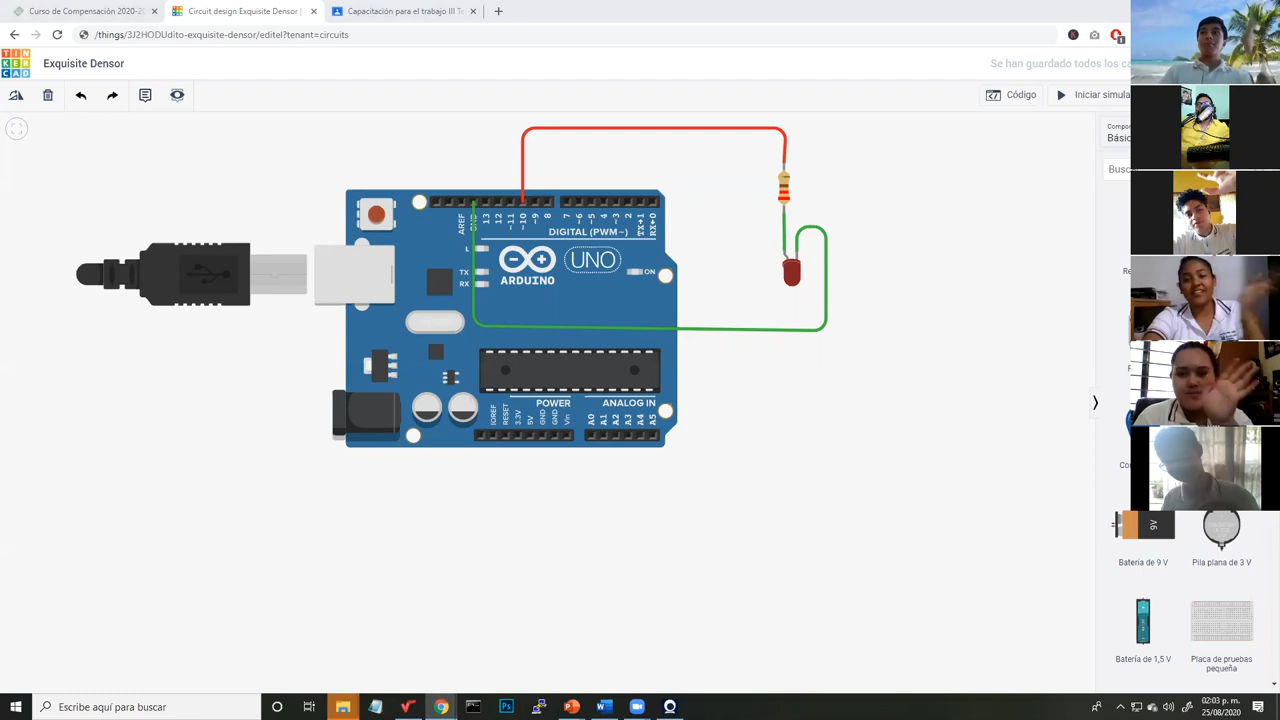 Curso de Compensación 2020-2
Circuit design Exquisite Densor |
Capacitación para el trabajo III T
/things/3J2HODUdito-exquisite-densor/editel?tenant=circuits
TIN
KER
CAD
Exquisite Densor
Se han guardado todos los
Código
Iniciar simula
Compo
Básic
Busc
AREF
GND
13
12
~11
~10
~9
8
7
~6
~5
~4
~3
2
TX→1
RX←0
DIGITAL (PWM~)
L
TX
RX
ARDUINO
UNO
ON
POWER
ANALOG IN
IOREF
RESET
3.3V
5V
GND
GND
Vin
A0
A1
A2
A3
A4
A5
Re
Co
9V
Batería de 9 V
Pila plana de 3 V
Batería de 1,5 V
Placa de pruebas
pequeña
Escribe aquí para buscar
02:03 p. m.
25/08/2020